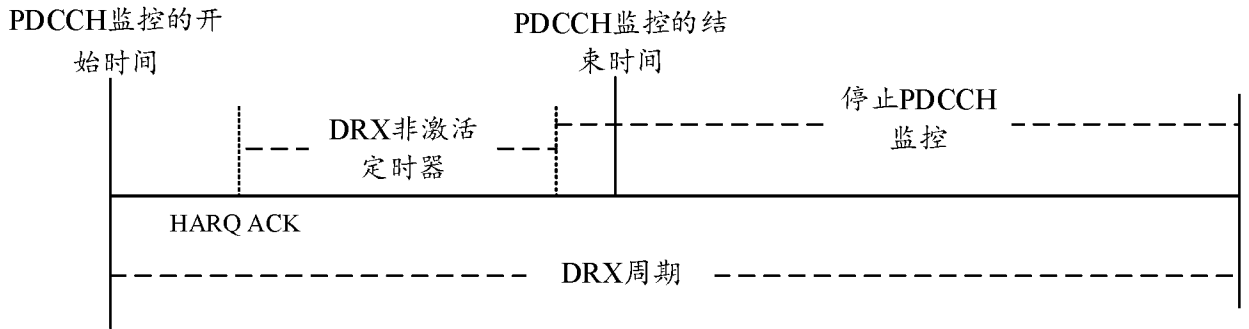 PDCCH监控的开
始时间
PDCCH监控的结
束时间
DRX非激活
定时器
停止PDCCH
监控
HARQ ACK
DRX周期